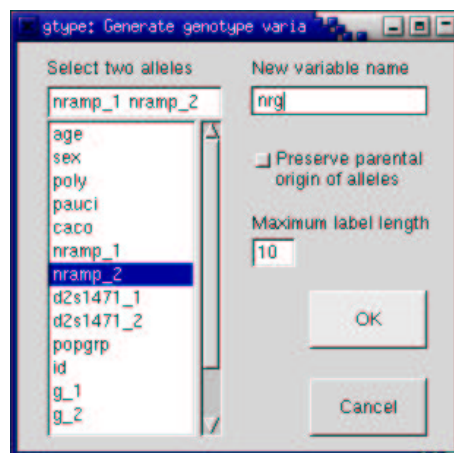 gtype: Generate genotype varia
Select two alleles
nramp_1 nramp_2
age
sex
poly
pauci
caco
nramp_1
nramp_2
d2s1471_1
d2s1471_2
popgrp
id
g_1
g_2
New variable name
nrg
Preserve parental
origin of alleles
Maximum label length
10
OK
Cancel